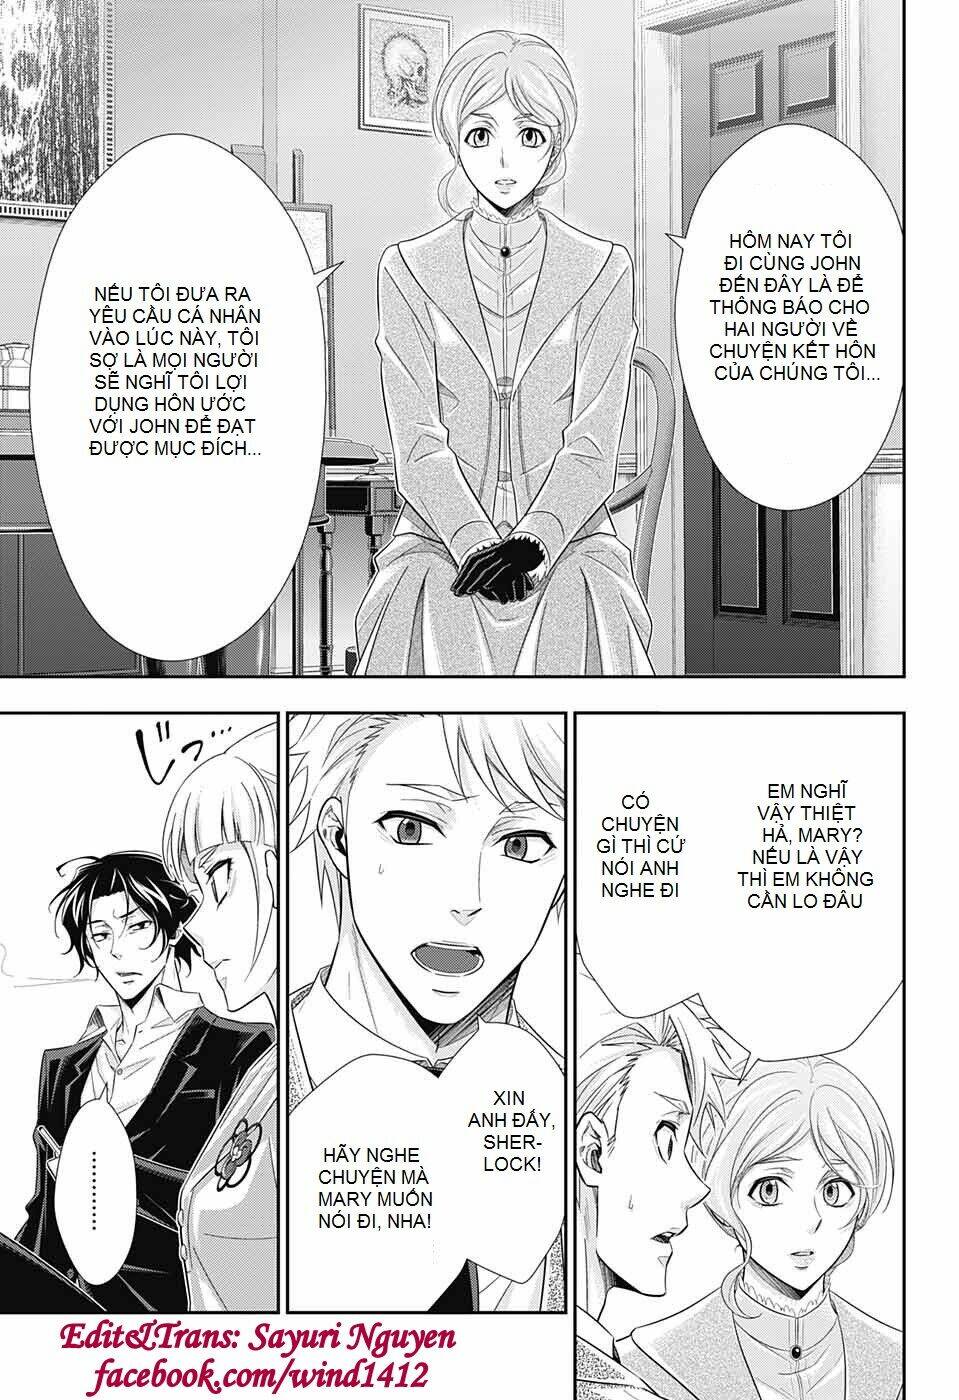 HÔM NAY TÔI
ĐI CÙNG JOHN
ĐẾN ĐÂY LÀ ĐỂ
THÔNG BÁO CHO
HAI NGƯỜI VỀ
CHUYỆN KẾT HÔN
CỦA CHÚNG TÔI...
NẾU TÔI ĐƯA RA
YÊU CẦU CÁ NHÂN
VÀO LÚC NÀY, TÔI
SỢ LÀ MỌI NGƯỜI
SẼ NGHĨ TÔI LỢI
DỤNG HÔN ƯỚC
VỚI JOHN ĐỂ ĐẠT
ĐƯỢC MỤC ĐÍCH...
EM NGHĨ
VẬY THIỆT
HẢ, MARY?
NẾU LÀ VẬY
THÌ EM KHÔNG
CẦN LO ĐÂU
CÓ
CHUYỆN
GÌ THÌ CỨ
NÓI ANH
NGHE ĐI
XIN
ANH ĐẤY,
SHER-
LOCK!
HÃY NGHE
CHUYỆN MÀ
MARY MUỐN
NÓI ĐI, NHA!
じっ...
.........
Edit&Trans: Sayuri Nguyen
facebook.com/wind1412